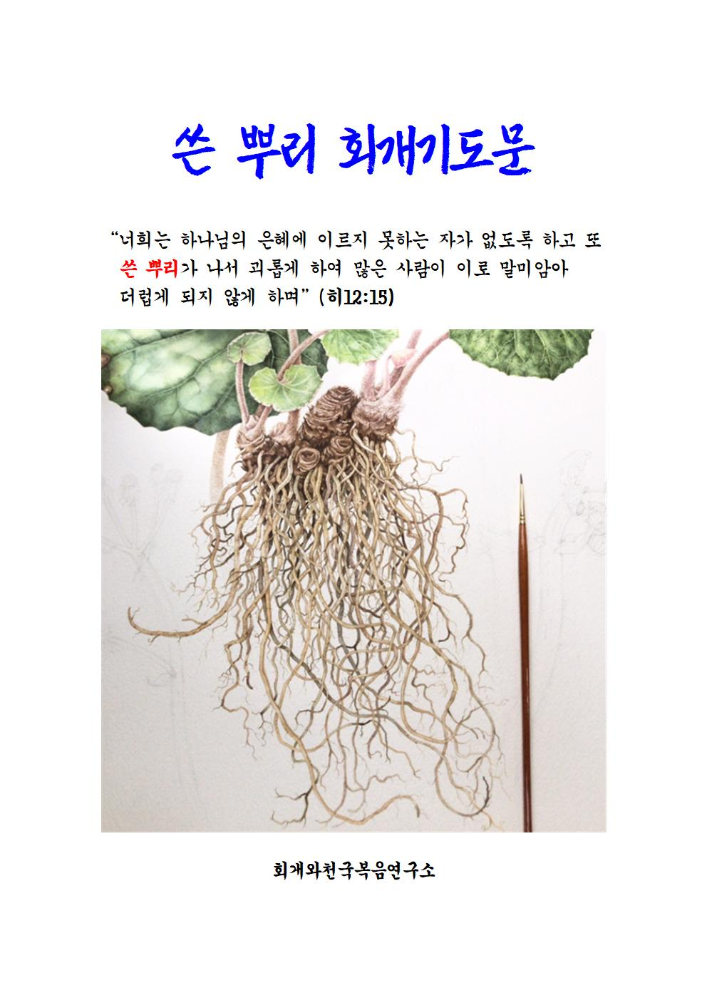 쓴 뿌리 회개기도문
“너희는 하나님의 은혜에 이르지 못하는 자가 없도록 하고 또
쓴 뿌리가 나서 괴롭게 하여 많은 사람이 이로 말미암아
더럽게 되지 않게 하며” (히12:15)
회개와천국복음연구소